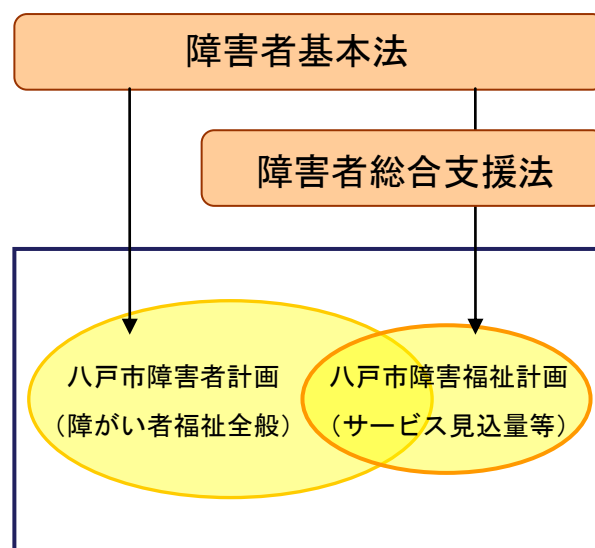 障害者基本法
障害者総合支援法
八戸市障害者計画
（障がい者福祉全般）
八戸市障害福祉計画
（サービス見込量等）